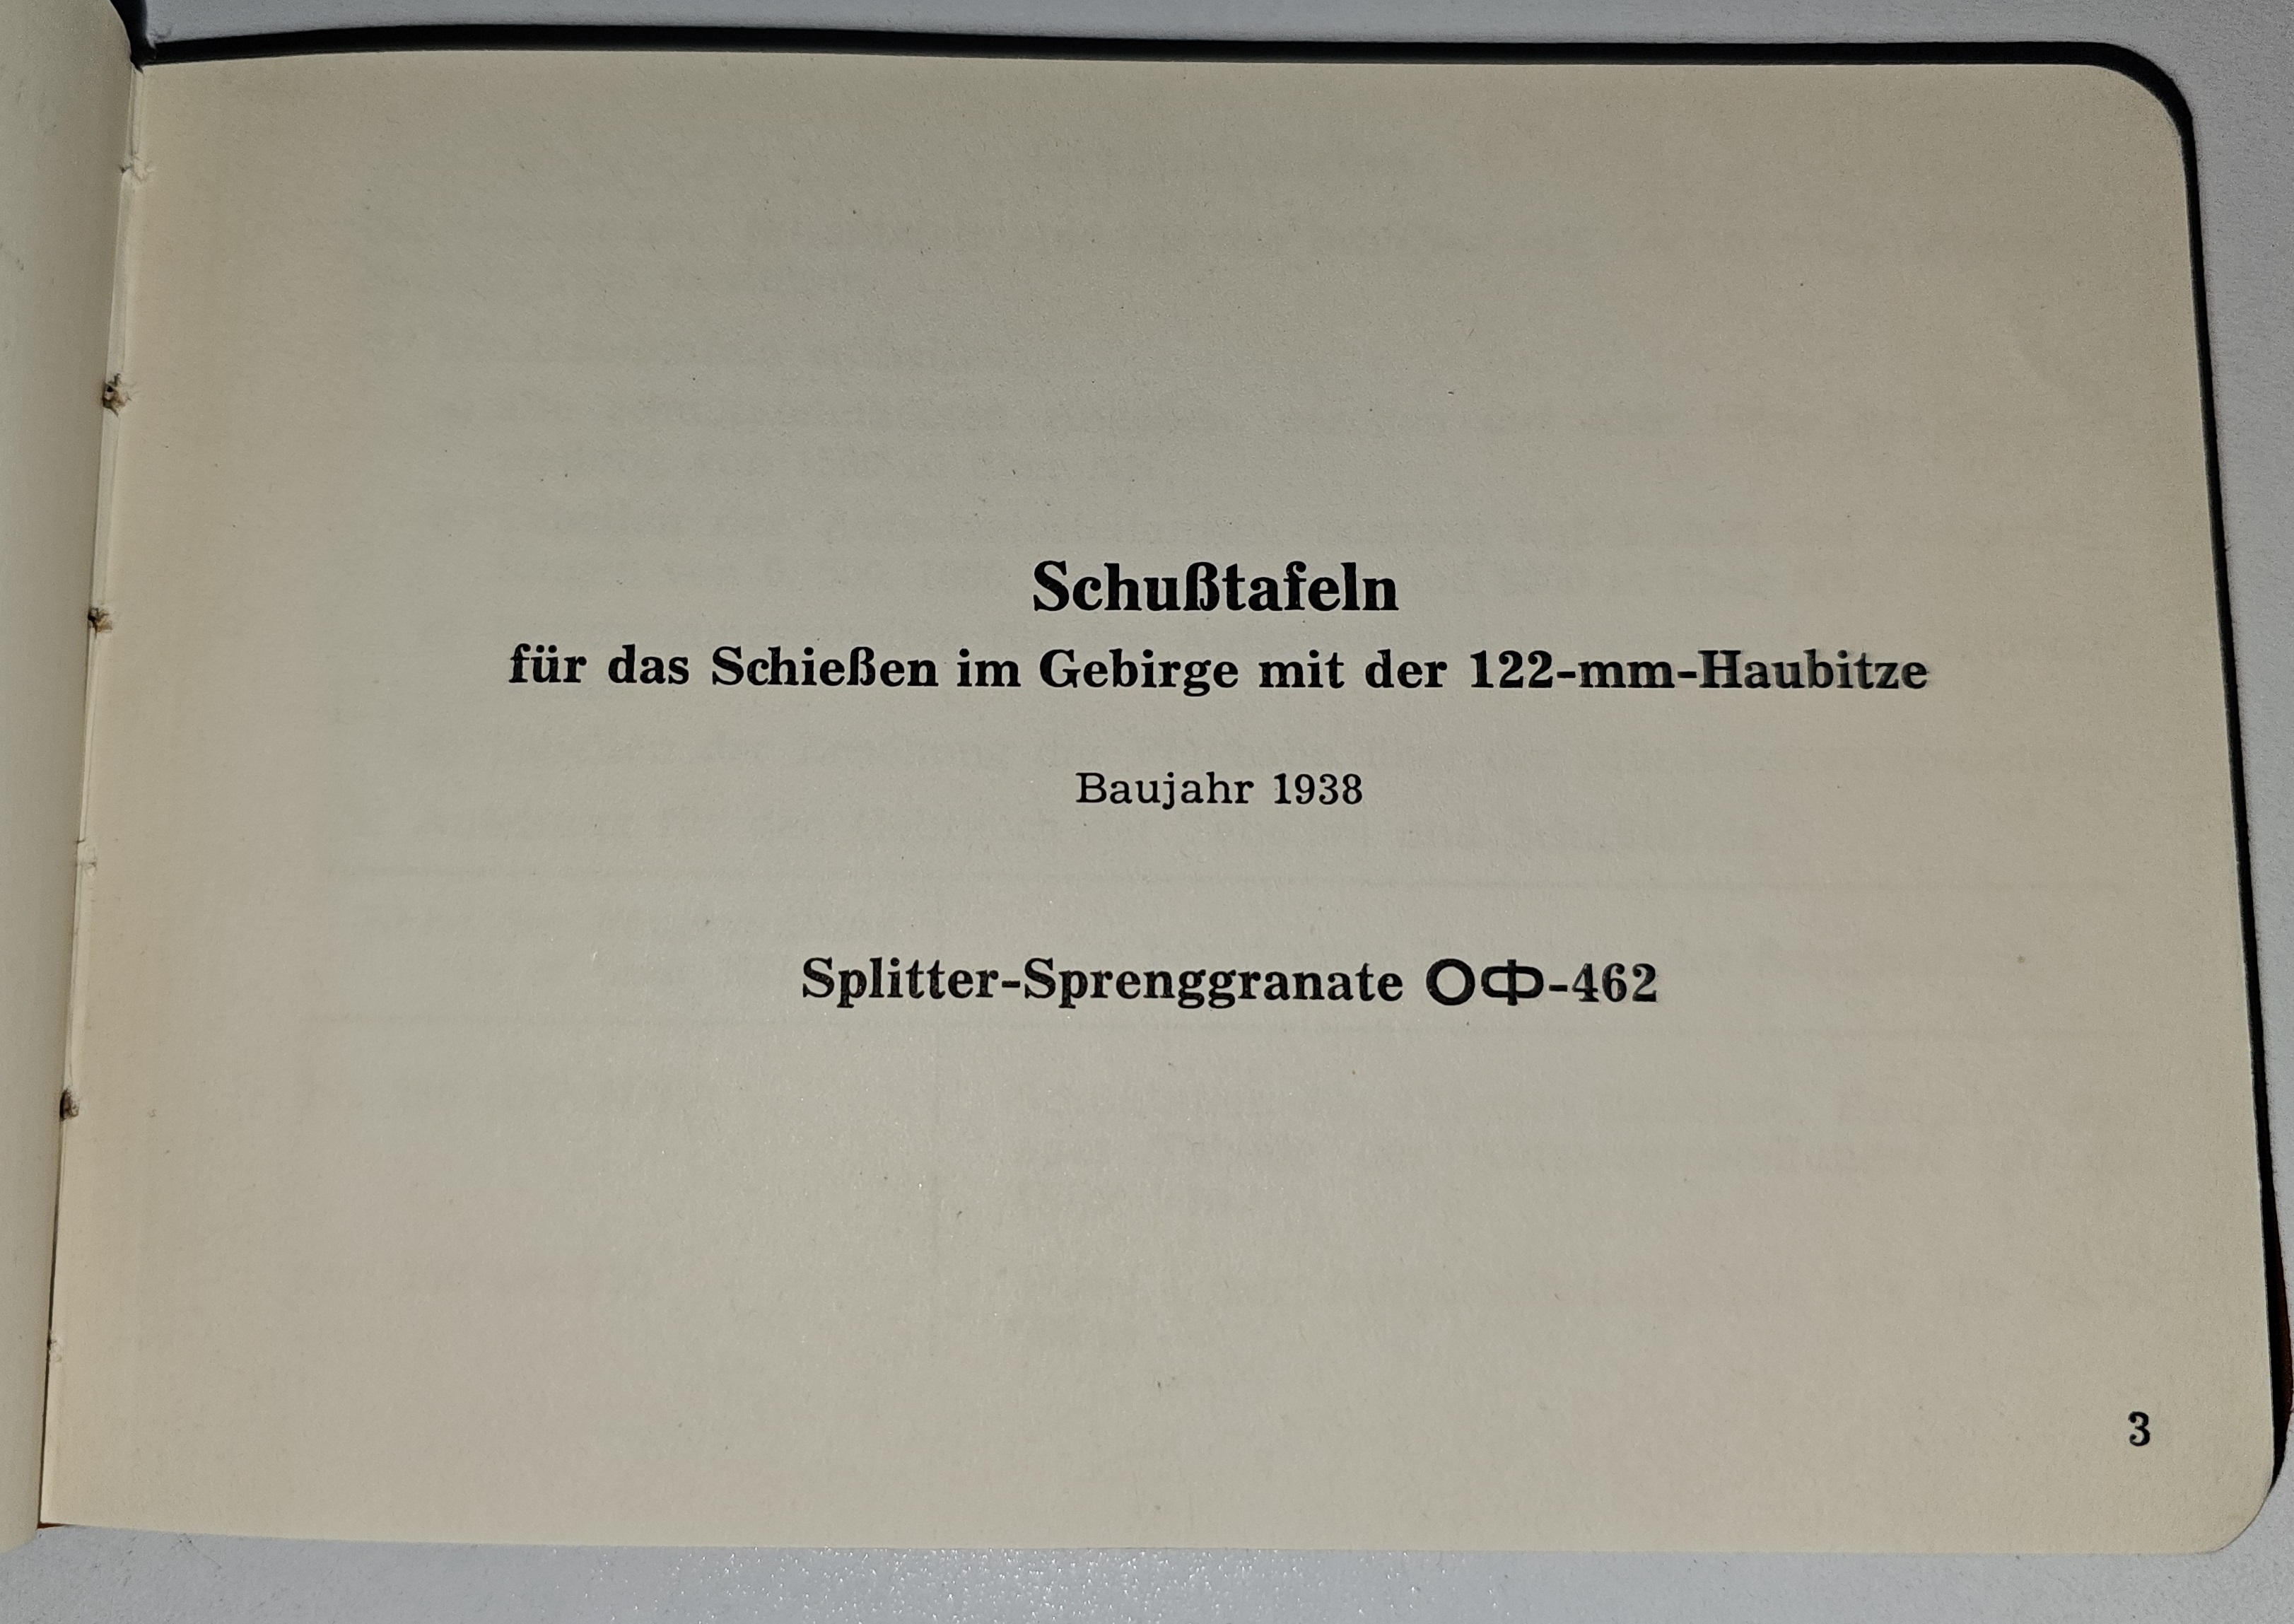 Schußtafeln
für das Schießen im Gebirge mit der 122-mm-Haubitze
Baujahr 1938
Splitter-Sprenggranate ОФ-462
3